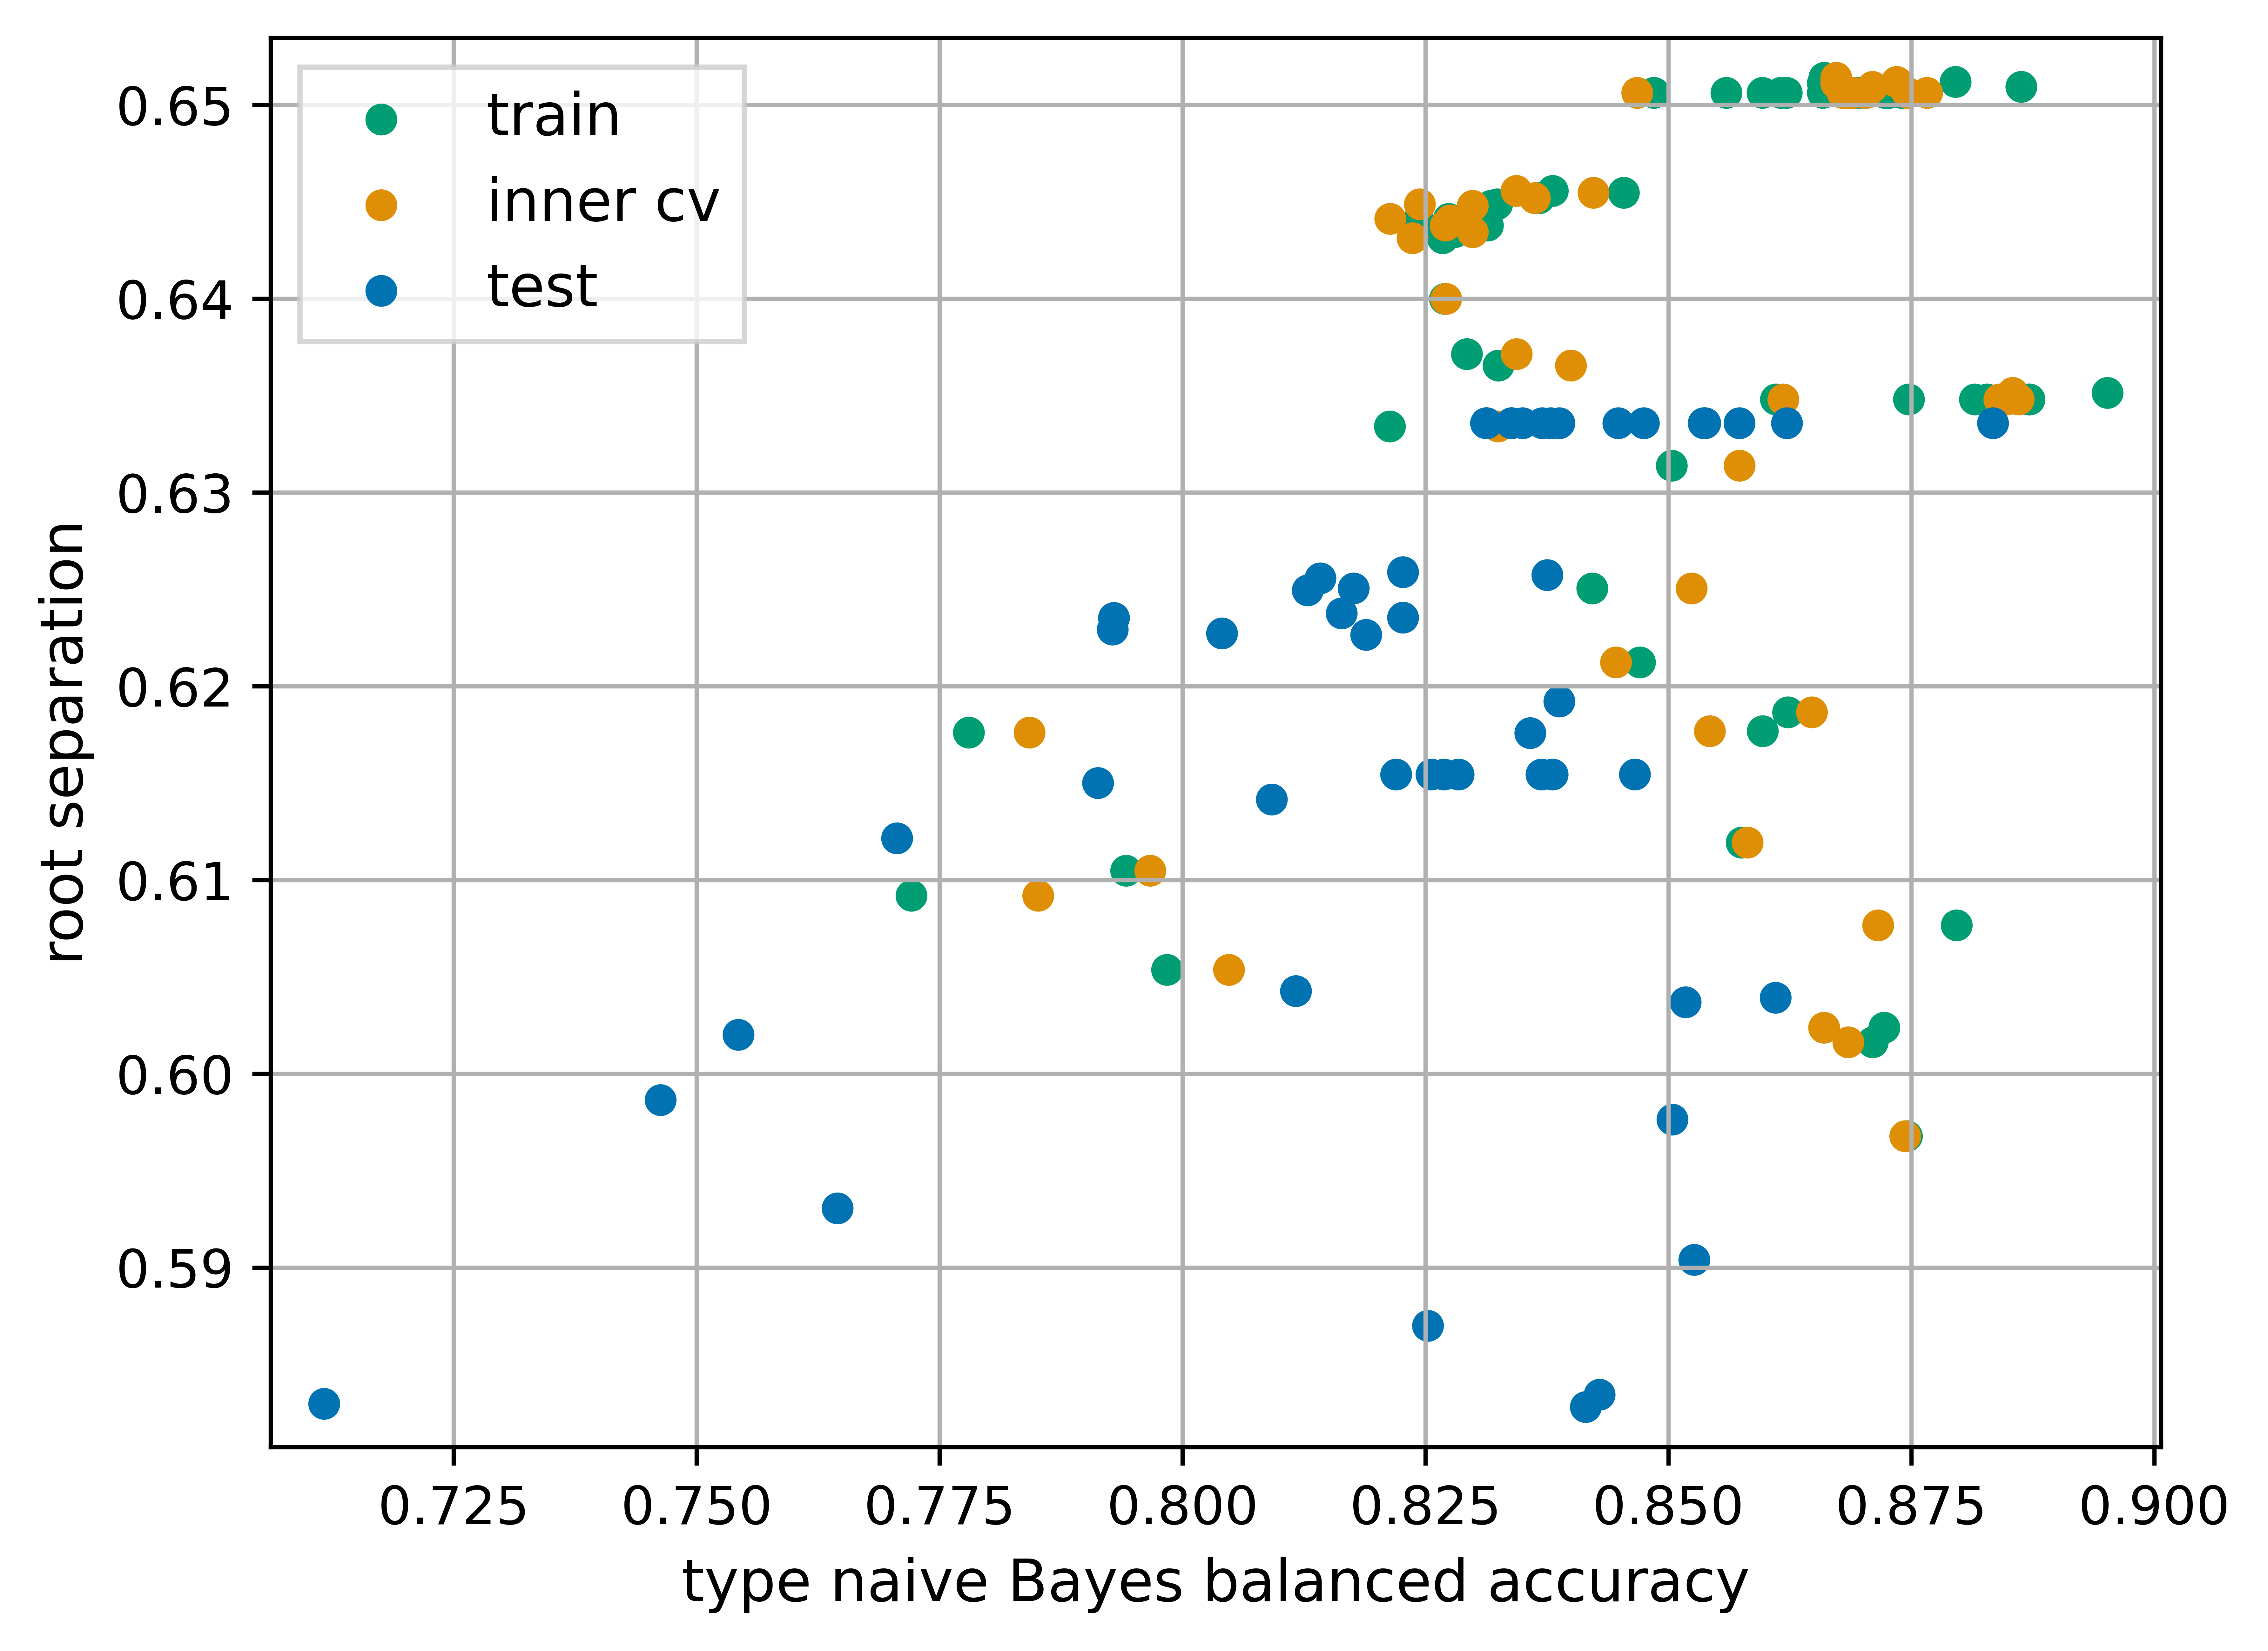 train
inner cv
test
0.65
0.64
0.63
0.62
0.61
0.60
0.59
root separation
0.725 0.750 0.775 0.800 0.825 0.850 0.875 0.900
type naive Bayes balanced accuracy